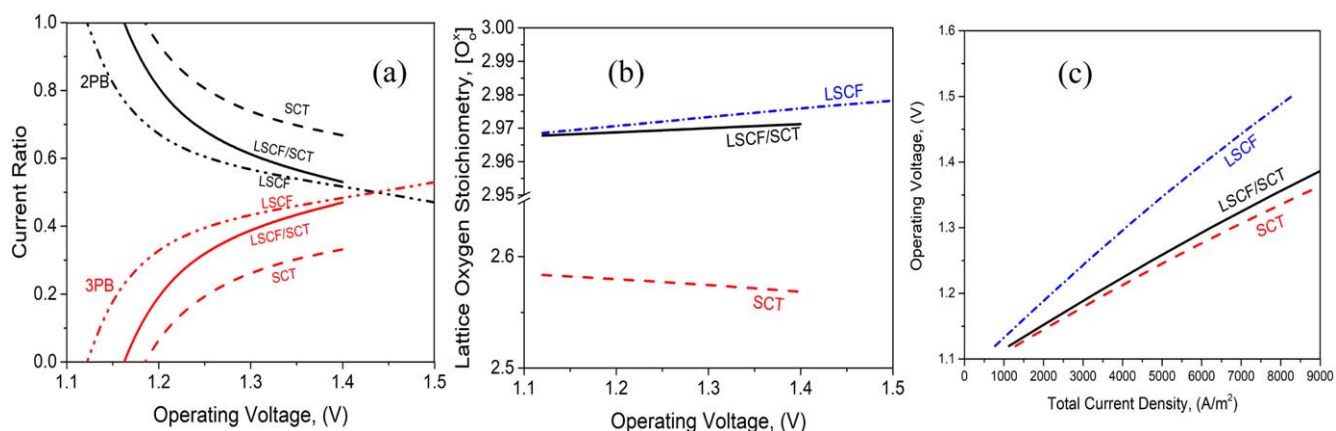 (a)
1.0
0.8
0.6
0.4
0.2
0.0
Current Ratio
2PB
SCT
LSCF/SCT
LSCF
LSCF
LSCF/SCT
SCT
3PB
1.1 1.2 1.3 1.4 1.5
Operating Voltage, (V)
(b)
3.00
2.99
2.98
2.97
2.96
2.95
2.6
2.5
Lattice Oxygen Stoichiometry, [Oₒˣ]
LSCF
LSCF/SCT
SCT
1.1 1.2 1.3 1.4 1.5
Operating Voltage, (V)
(c)
1.6
1.5
1.4
1.3
1.2
1.1
Operating Voltage, (V)
LSCF
LSCF/SCT
SCT
0 1000 2000 3000 4000 5000 6000 7000 8000 9000
Total Current Density, (A/m²)